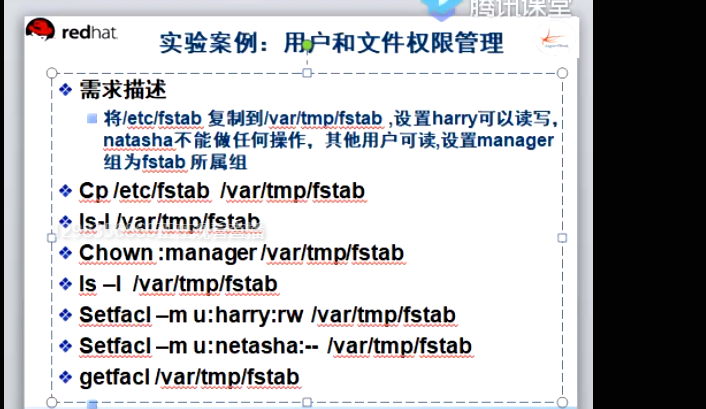 腾讯课堂
redhat.
实验案例：用户和文件权限管理
需求描述
将/etc/fstab 复制到/var/tmp/fstab ,设置harry可以读写,
natasha不能做任何操作，其他用户可读,设置manager
组为fstab 所属组
Cp /etc/fstab /var/tmp/fstab
ls-l /var/tmp/fstab
Chown :manager /var/tmp/fstab
ls –l /var/tmp/fstab
Setfacl –m u:harry:rw /var/tmp/fstab
Setfacl –m u:netasha:-- /var/tmp/fstab
getfacl /var/tmp/fstab